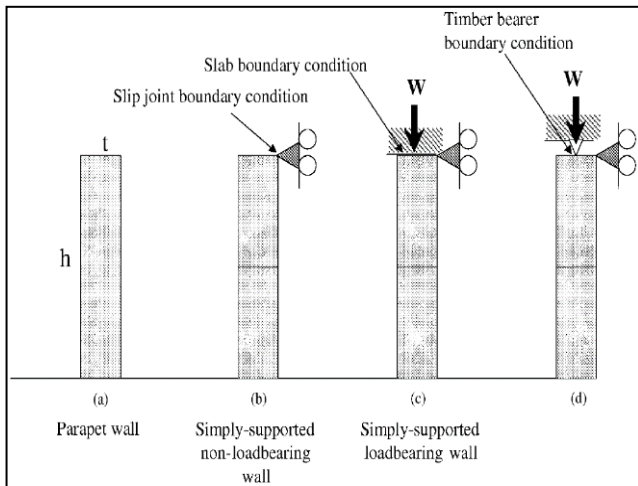 Timber bearer
boundary condition
Slab boundary condition
W
W
Slip joint boundary condition
t
h
(a)
(b)
(c)
(d)
Parapet wall
Simply-supported
non-loadbearing
wall
Simply-supported
loadbearing wall